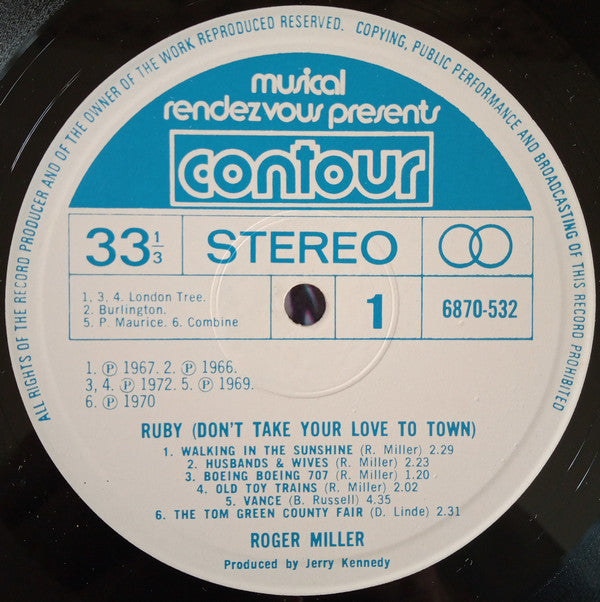 ALL RIGHTS OF THE RECORD PRODUCER AND OF THE OWNER OF THE WORK REPRODUCED RESERVED. COPYING, PUBLIC PERFORMANCE AND BROADCASTING OF THIS RECORD PROHIBITED
musical
rendezvous presents
contour
33 1/3 STEREO
1, 3, 4. London Tree.
2. Burlington.
5. P. Maurice. 6. Combine
1
6870-532
1. ℗ 1967. 2. ℗ 1966.
3, 4. ℗ 1972. 5. ℗ 1969.
6. ℗ 1970
RUBY (DON'T TAKE YOUR LOVE TO TOWN)
1. WALKING IN THE SUNSHINE (R. Miller) 2.29
2. HUSBANDS & WIVES (R. Miller) 2.23
3. BOEING BOEING 707 (R. Miller) 1.20
4. OLD TOY TRAINS (R. Miller) 2.02
5. VANCE (B. Russell) 4.35
6. THE TOM GREEN COUNTY FAIR (D. Linde) 2.31
ROGER MILLER
Produced by Jerry Kennedy